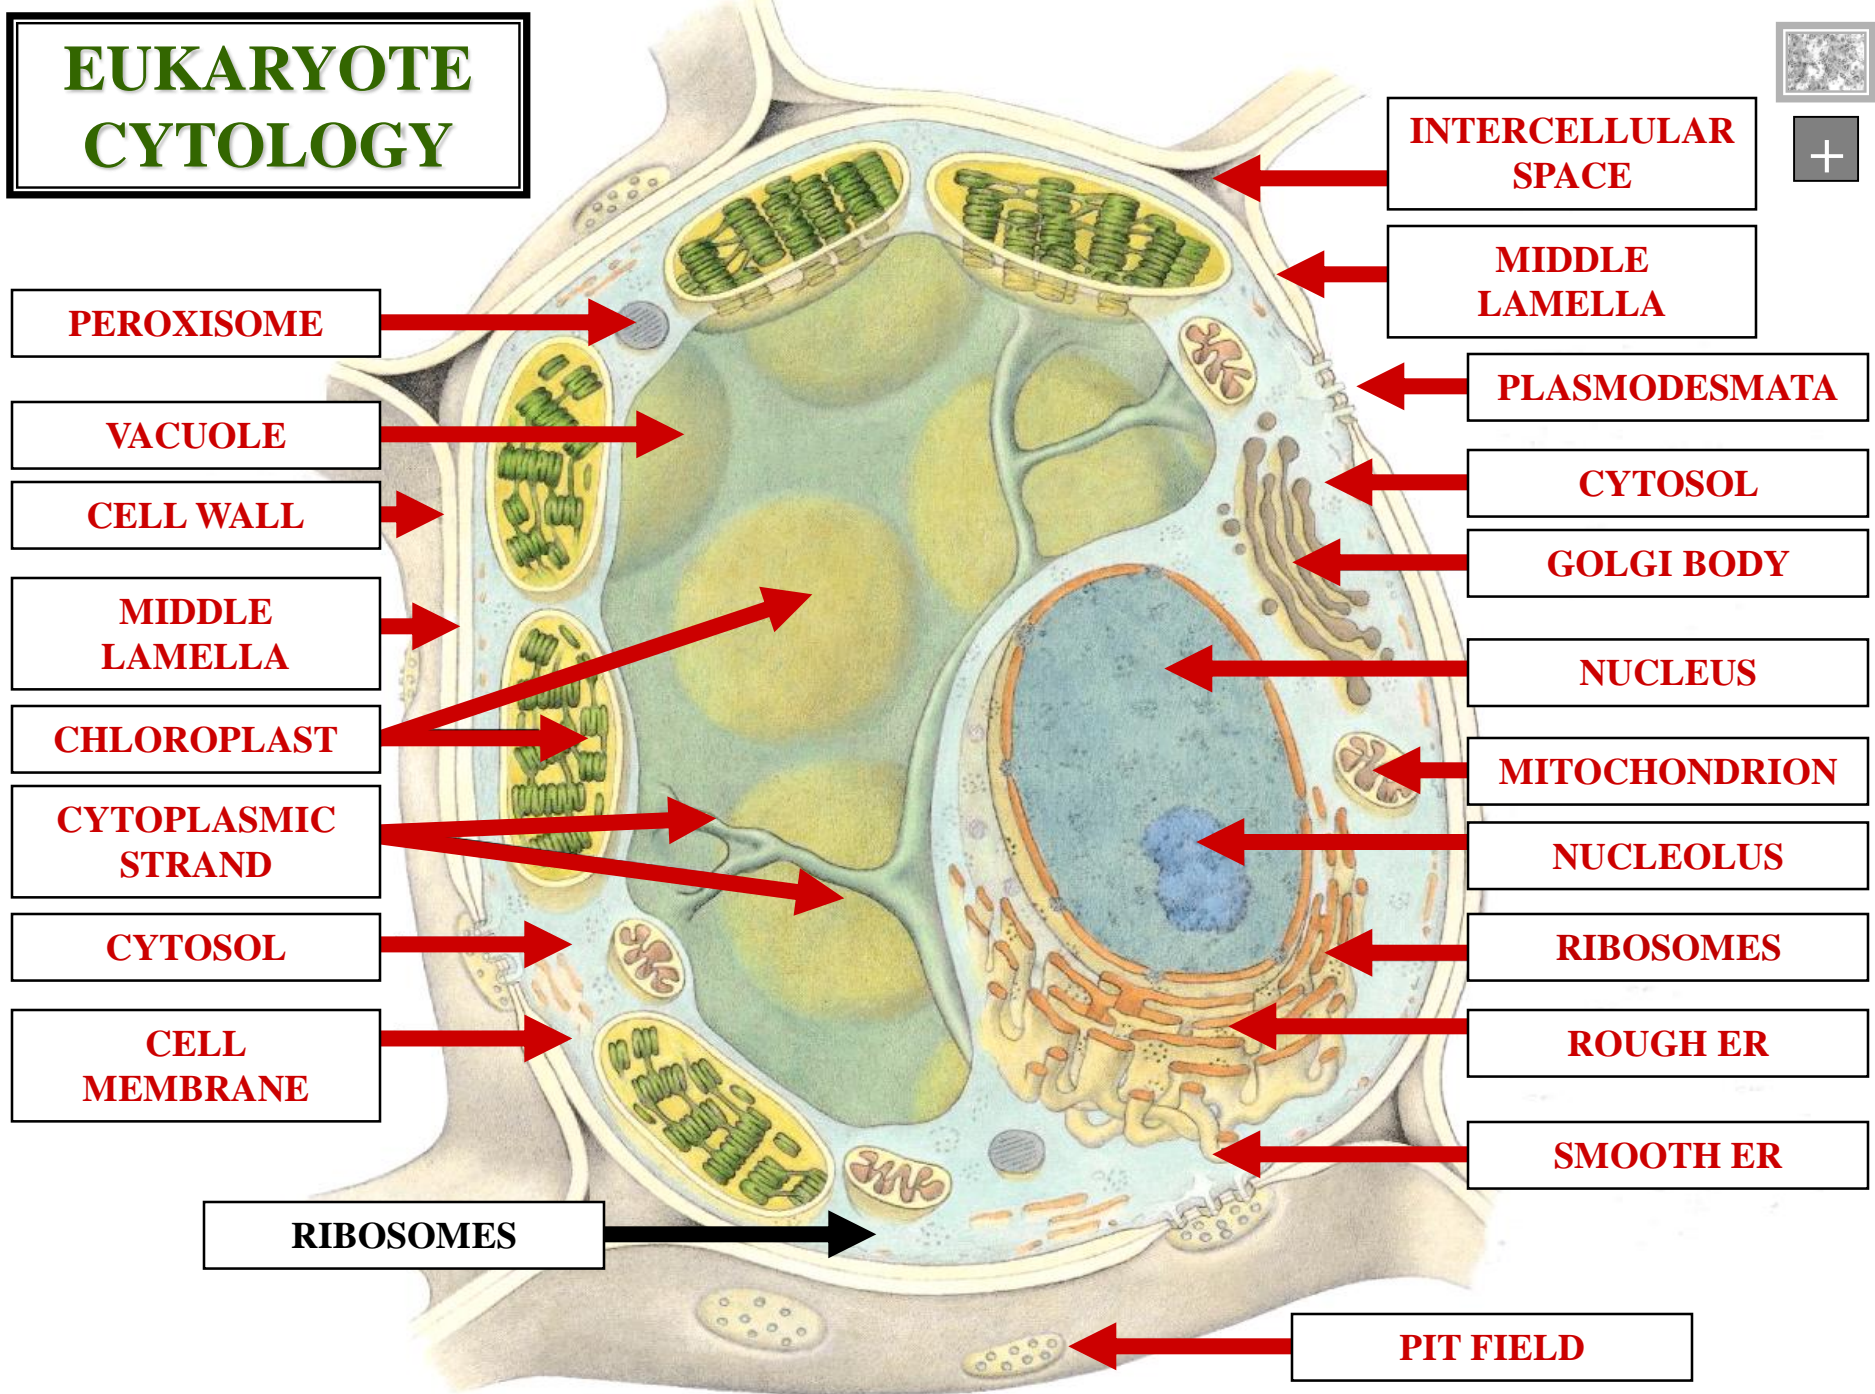 EUKARYOTE
CYTOLOGY
PEROXISOME
VACUOLE
CELL WALL
MIDDLE
LAMELLA
CHLOROPLAST
CYTOPLASMIC
STRAND
CYTOSOL
CELL
MEMBRANE
RIBOSOMES
INTERCELLULAR
SPACE
MIDDLE
LAMELLA
PLASMODESMATA
CYTOSOL
GOLGI BODY
NUCLEUS
MITOCHONDRION
NUCLEOLUS
RIBOSOMES
ROUGH ER
SMOOTH ER
PIT FIELD
+